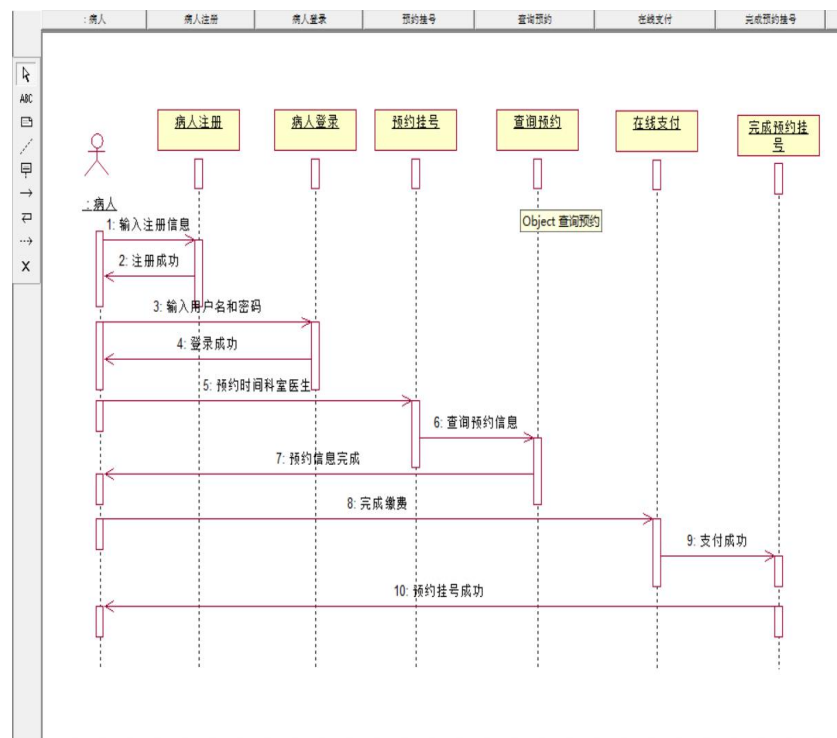 : 病人 病人注册 病人登录 预约挂号 查询预约 在线支付 完成预约挂号
ABC
病人注册 病人登录 预约挂号 查询预约 在线支付 完成预约挂
号
: 病人
Object 查询预约
1: 输入注册信息
2: 注册成功
3: 输入用户名和密码
4: 登录成功
5: 预约时间科室医生
6: 查询预约信息
7: 预约信息完成
8: 完成缴费
9: 支付成功
10: 预约挂号成功